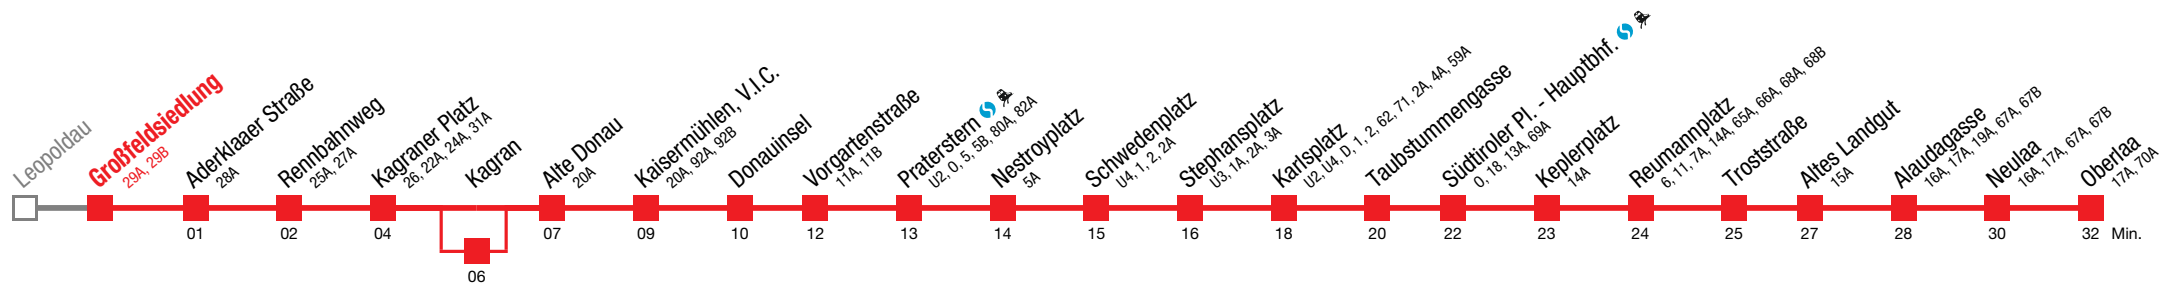 Leopoldau
Großfeldsiedlung
29A, 29B
Aderklaaer Straße
28A
Rennbahnweg
25A, 27A
Kagraner Platz
26, 22A, 24A, 31A
Kagran
Alte Donau
20A
Kaisermühlen, V.I.C.
20A, 92A, 92B
Donauinsel
Vorgartenstraße
11A, 11B
Praterstern
U2, O, 5, 5B, 80A, 82A
Nestroyplatz
5A
Schwedenplatz
U4, 1, 2, 2A
Stephansplatz
U3, 1A, 2A, 3A
Karlsplatz
U2, U4, D, 1, 2, 62, 71, 2A, 4A, 59A
Taubstummengasse
Südtiroler Pl. - Hauptbhf.
O, 18, 13A, 69A
Keplerplatz
14A
Reumannplatz
6, 11, 7A, 14A, 65A, 66A, 68A, 68B
Troststraße
Altes Landgut
15A
Alaudagasse
16A, 17A, 19A, 67A, 67B
Neulaa
16A, 17A, 67A, 67B
Oberlaa
17A, 70A
01 02 04 07 09 10 12 13 14 15 16 18 20 22 23 24 25 27 28 30 32 Min.
06